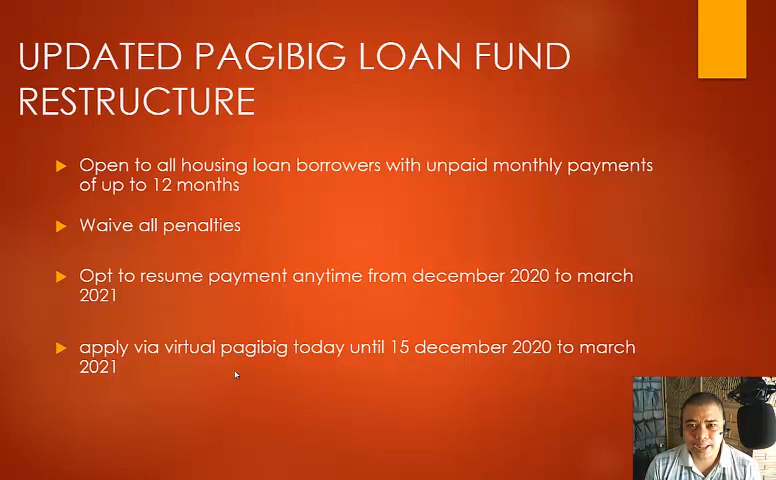 UPDATED PAGIBIG LOAN FUND
RESTRUCTURE
Open to all housing loan borrowers with unpaid monthly payments
of up to 12 months
Waive all penalties
Opt to resume payment anytime from december 2020 to march
2021
apply via virtual pagibig today until 15 december 2020 to march
2021